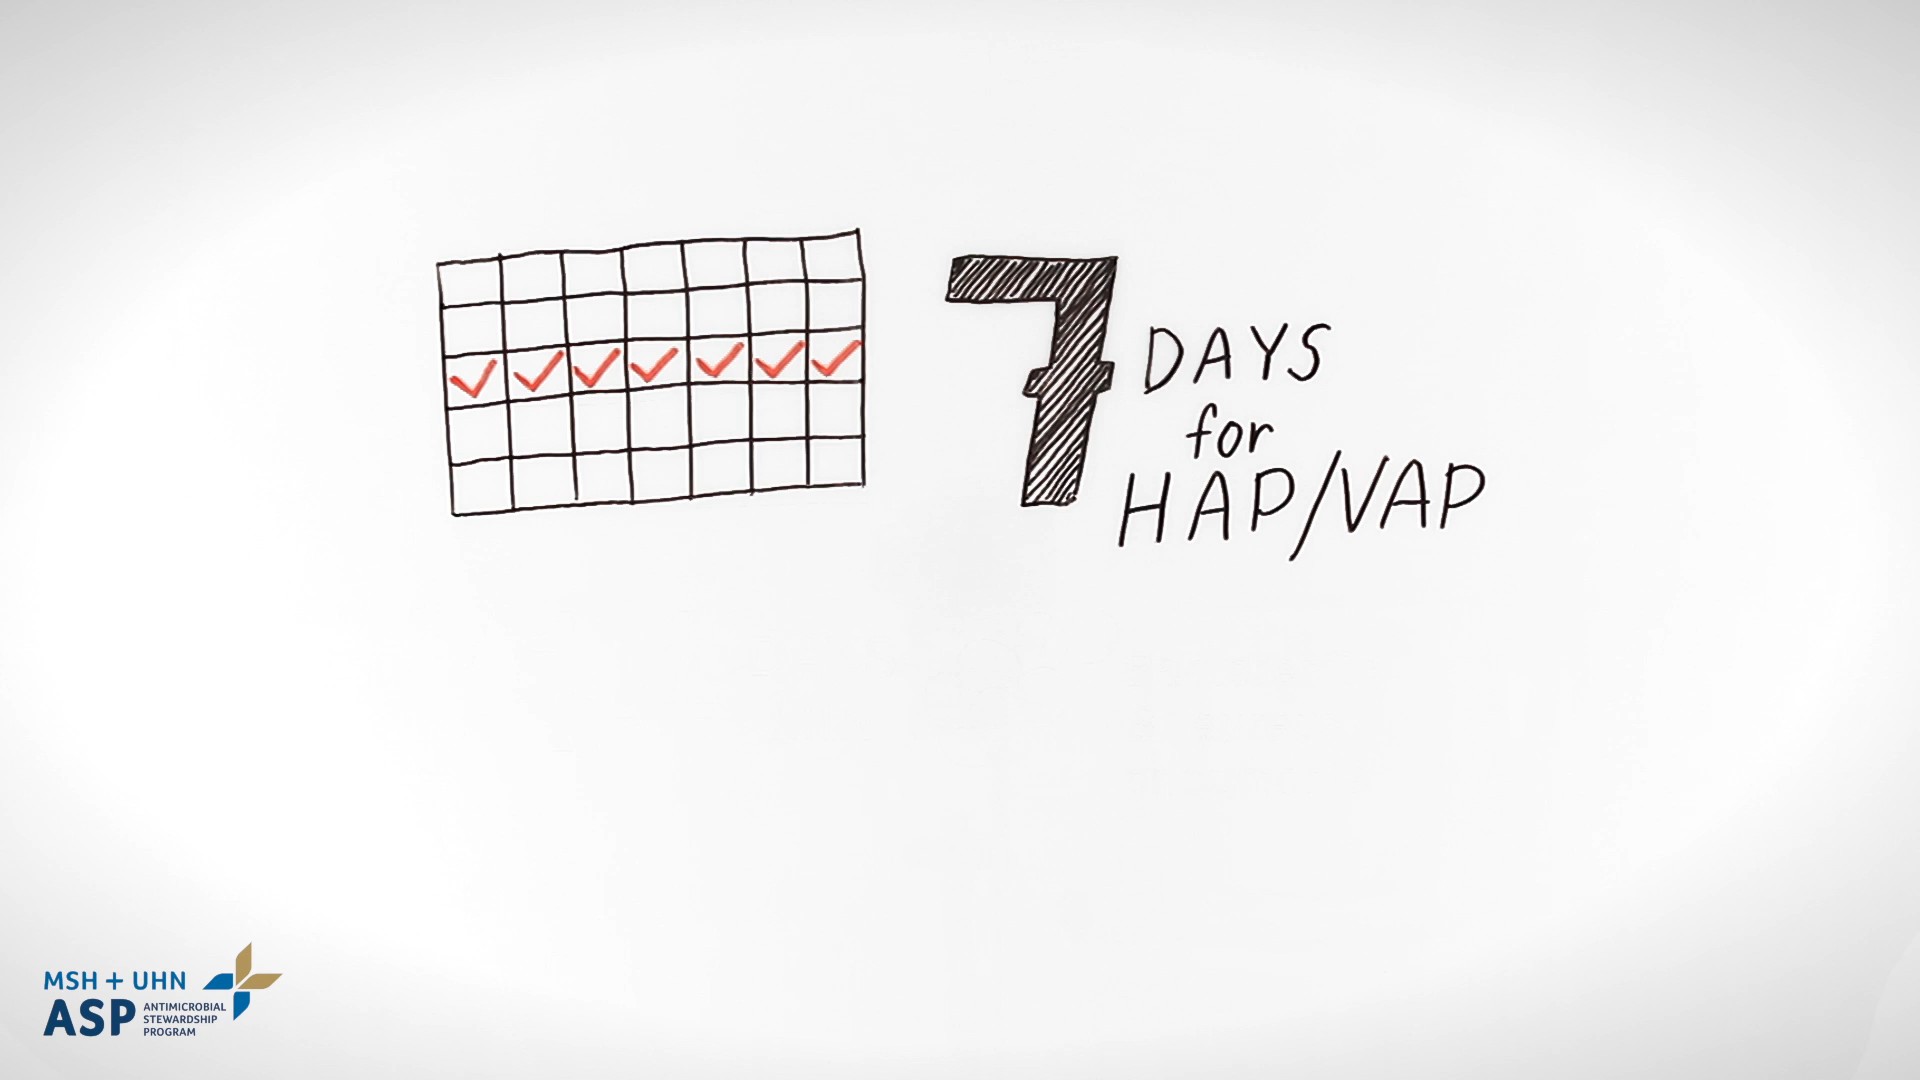 7 DAYS
for
HAP/VAP
MSH + UHN
ASP ANTIMICROBIAL
STEWARDSHIP
PROGRAM